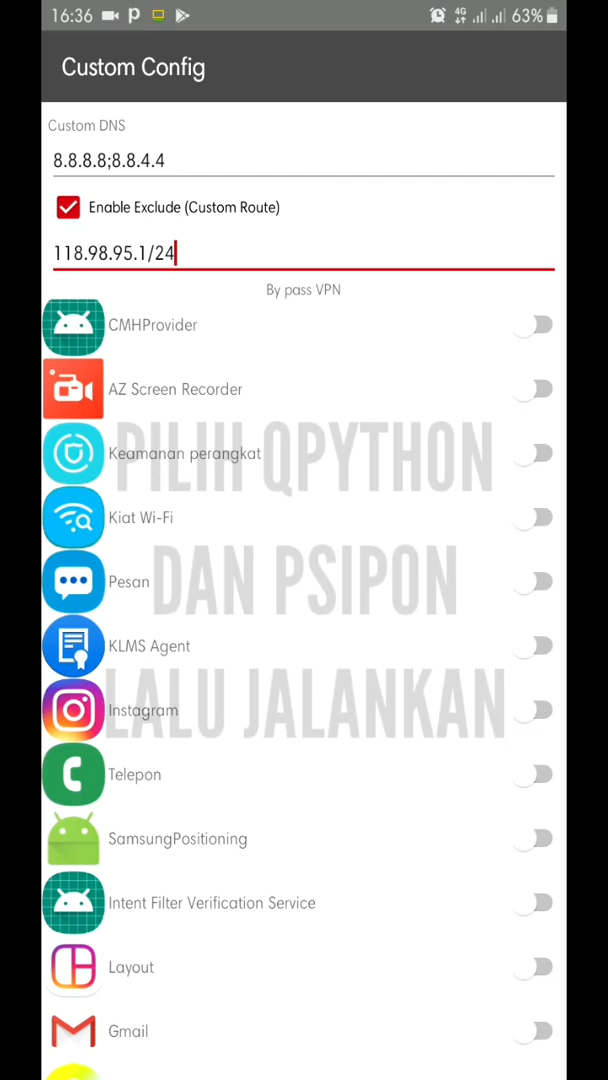 16:36
4G
63%
Custom Config
Custom DNS
8.8.8.8;8.8.4.4
Enable Exclude (Custom Route)
118.98.95.1/24
By pass VPN
CMHProvider
AZ Screen Recorder
Keamanan perangkat
PILIH QPYTHON
Kiat Wi-Fi
Pesan
DAN PSIPON
KLMS Agent
Instagram
LALU JALANKAN
Telepon
SamsungPositioning
Intent Filter Verification Service
Layout
Gmail